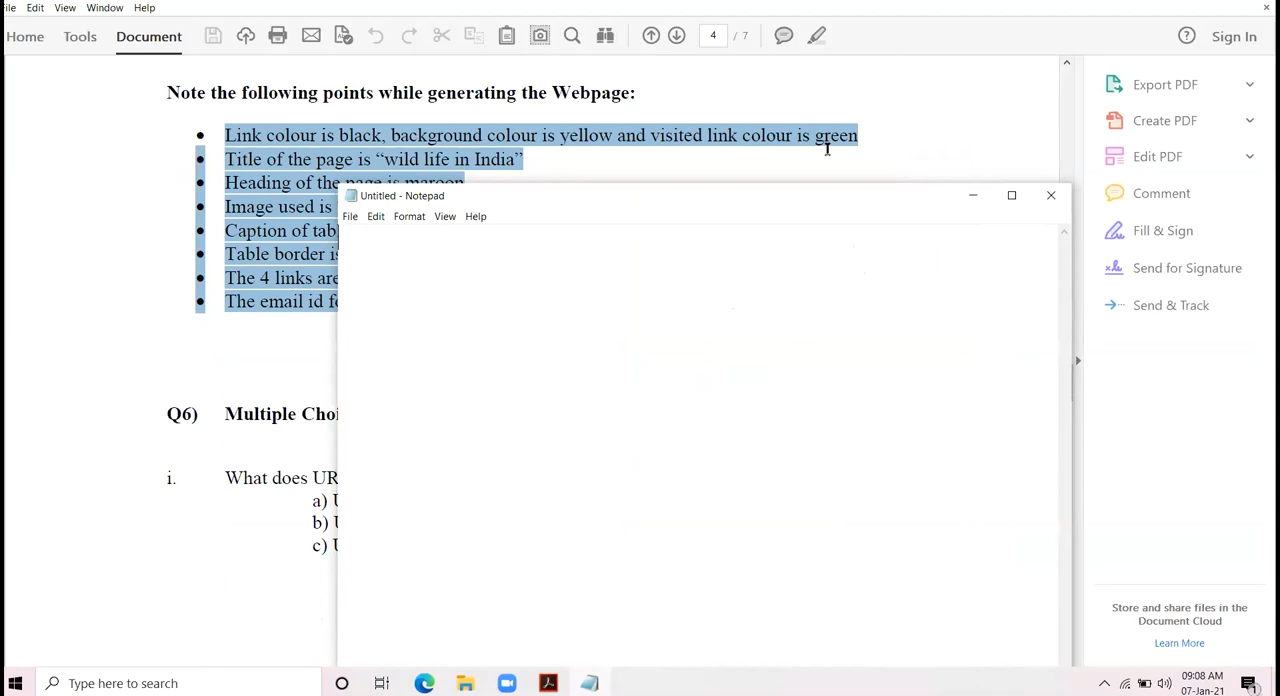 ile Edit View Window Help
Home Tools Document 4 / 7 Sign In
Note the following points while generating the Webpage:
• Link colour is black, background colour is yellow and visited link colour is green
• Title of the page is “wild life in India”
• Heading of the page is maroon
• Image used is
• Caption of
• Table border
• The 4 links are
• The email id
Untitled - Notepad
File Edit Format View Help
Q6) Multiple
i. What does
a)
b)
c)
Export PDF
Create PDF
Edit PDF
Comment
Fill & Sign
Send for Signature
Send & Track
Store and share files in the
Document Cloud
Learn More
Type here to search
09:08 AM
07-Jan-21
1